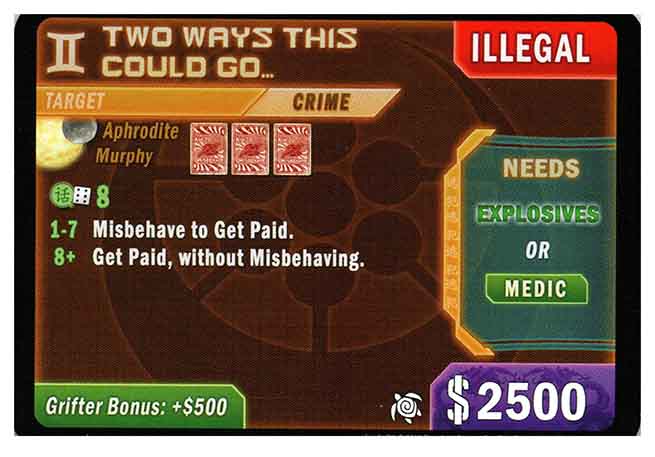 TWO WAYS THIS
COULD GO...
ILLEGAL
TARGET
CRIME
Aphrodite
Murphy
話 8
1-7 Misbehave to Get Paid.
8+ Get Paid, without Misbehaving.
NEEDS
EXPLOSIVES
OR
MEDIC
Grifter Bonus: +$500
$2500